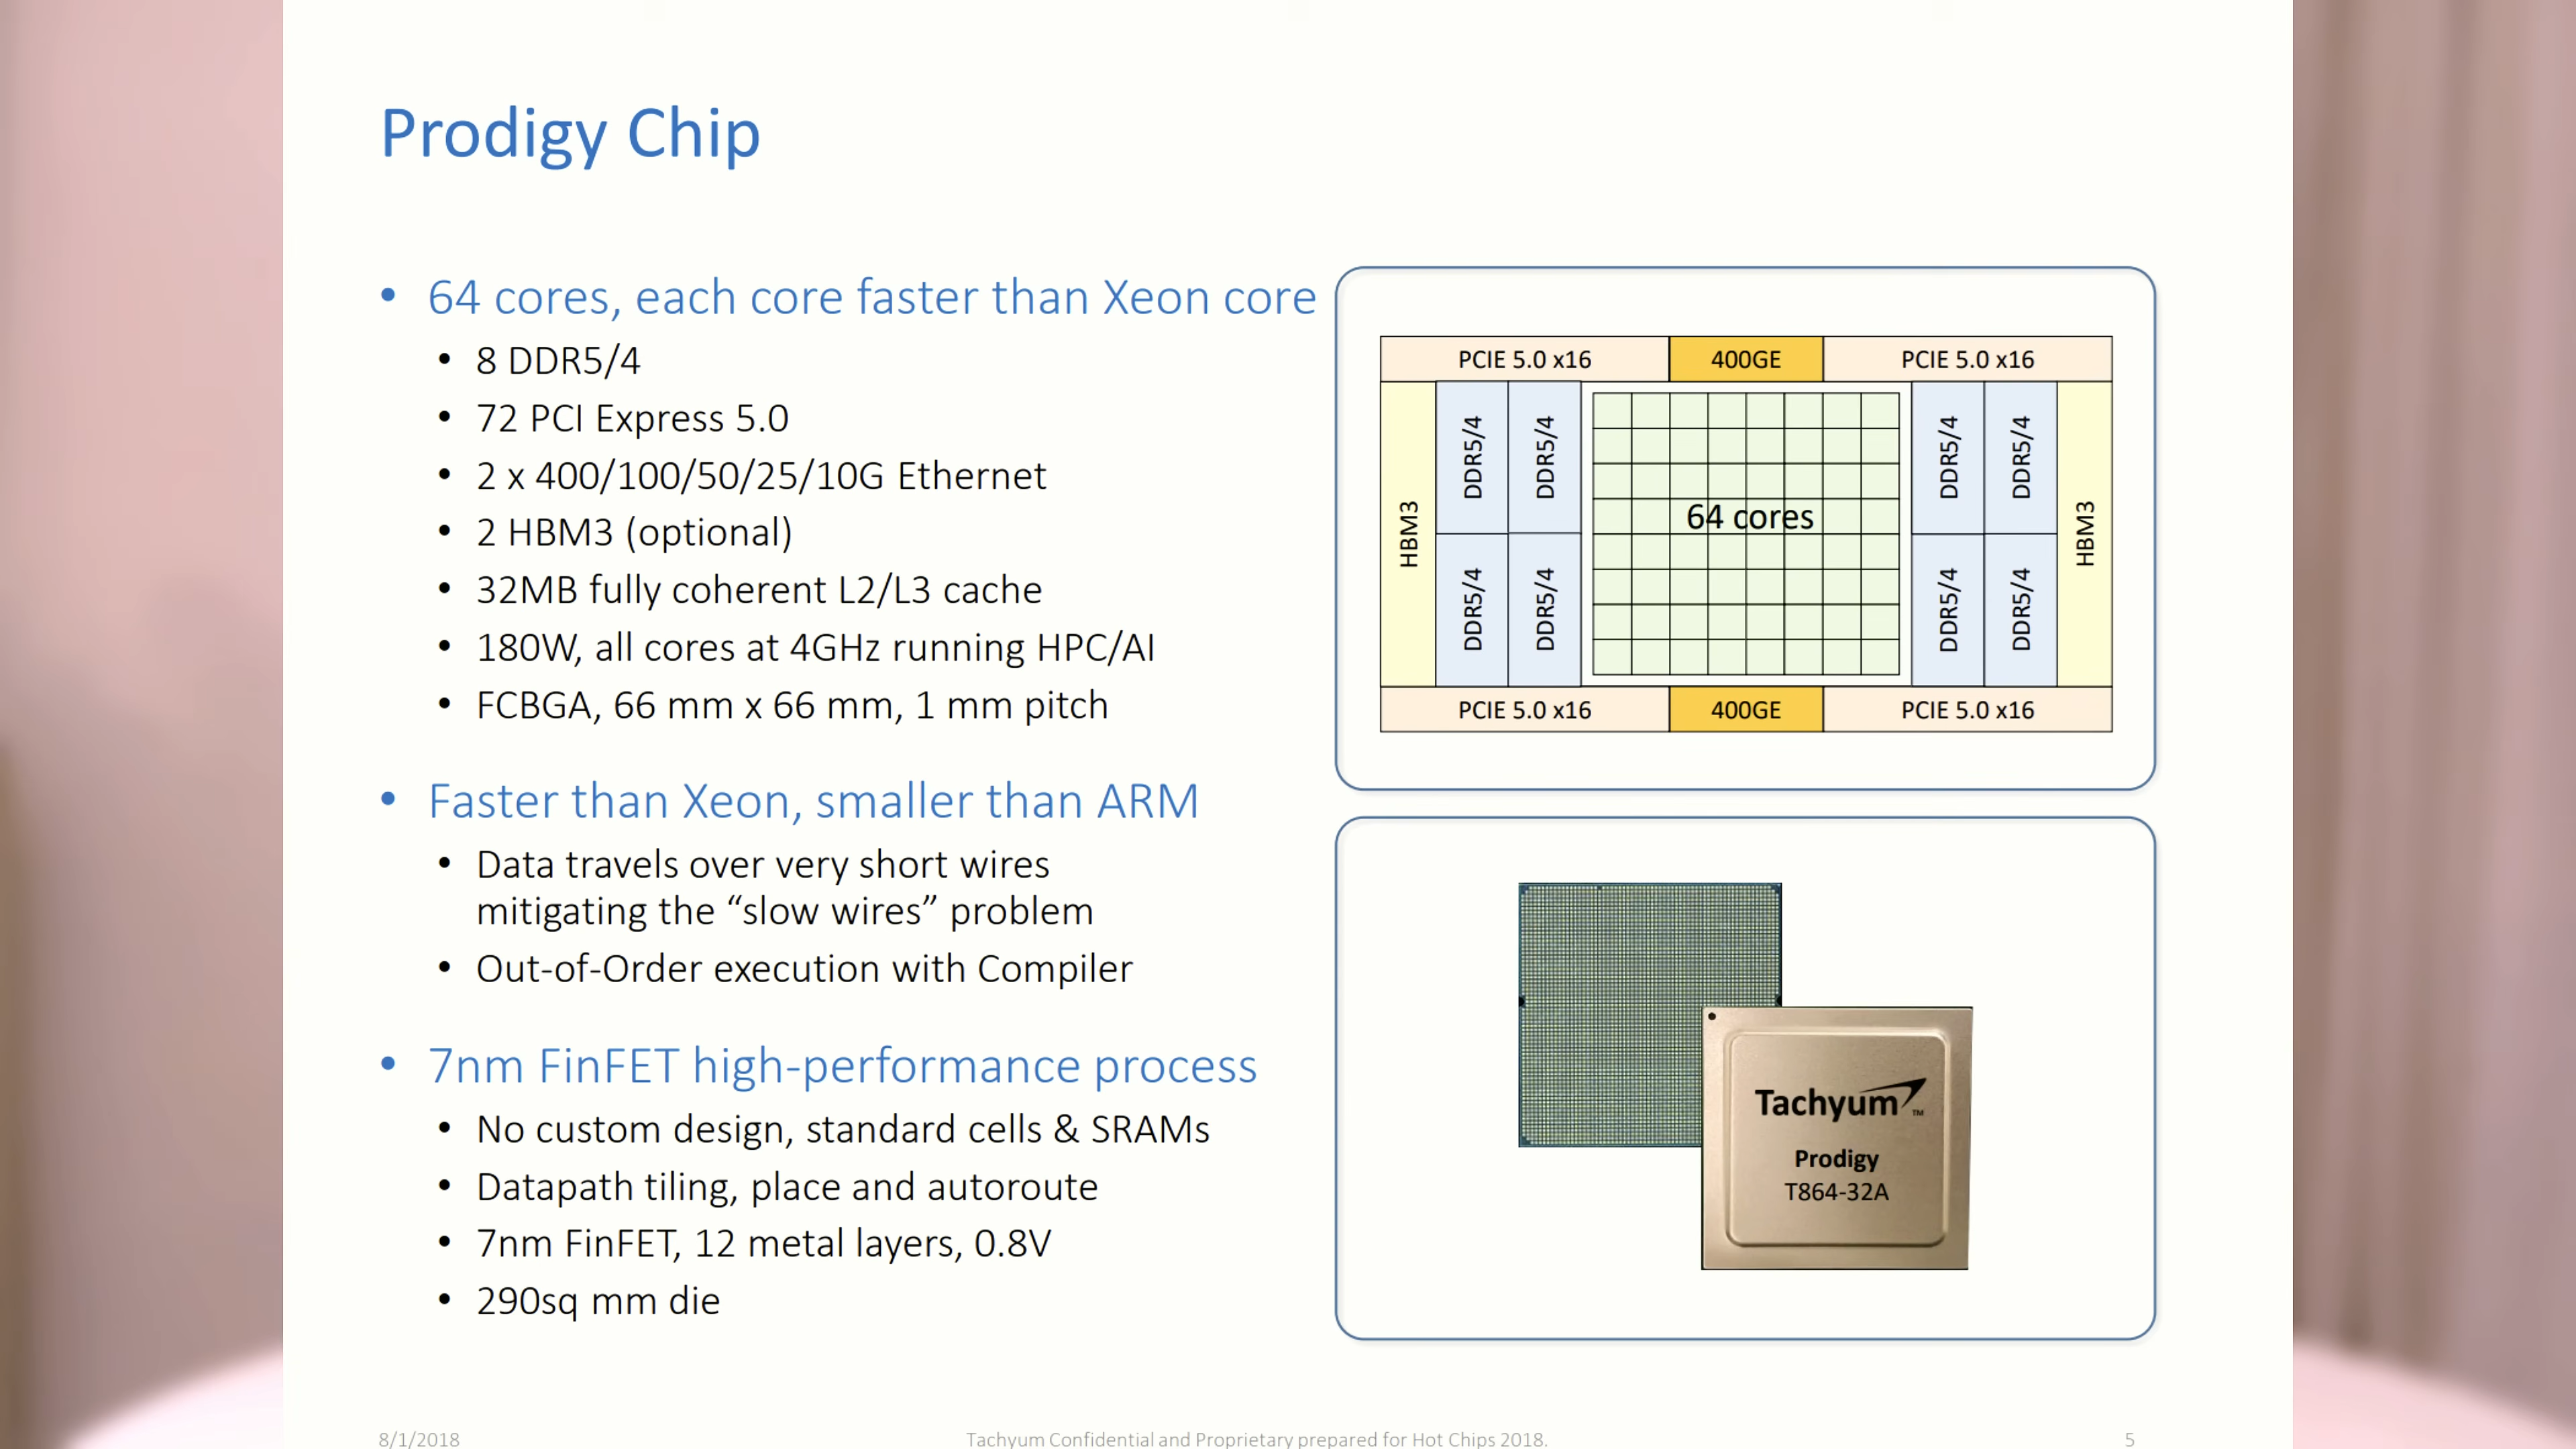 Prodigy Chip
• 64 cores, each core faster than Xeon core
• 8 DDR5/4
• 72 PCI Express 5.0
• 2 x 400/100/50/25/10G Ethernet
• 2 HBM3 (optional)
• 32MB fully coherent L2/L3 cache
• 180W, all cores at 4GHz running HPC/AI
• FCBGA, 66 mm x 66 mm, 1 mm pitch
• Faster than Xeon, smaller than ARM
• Data travels over very short wires
mitigating the “slow wires” problem
• Out-of-Order execution with Compiler
• 7nm FinFET high-performance process
• No custom design, standard cells & SRAMs
• Datapath tiling, place and autoroute
• 7nm FinFET, 12 metal layers, 0.8V
• 290sq mm die
PCIE 5.0 x16 400GE PCIE 5.0 x16
HBM3
DDR5/4 DDR5/4
DDR5/4 DDR5/4
64 cores
DDR5/4 DDR5/4
DDR5/4 DDR5/4
HBM3
PCIE 5.0 x16 400GE PCIE 5.0 x16
Tachyum™
Prodigy
T864-32A
8/1/2018 Tachyum Confidential and Proprietary prepared for Hot Chips 2018. 5